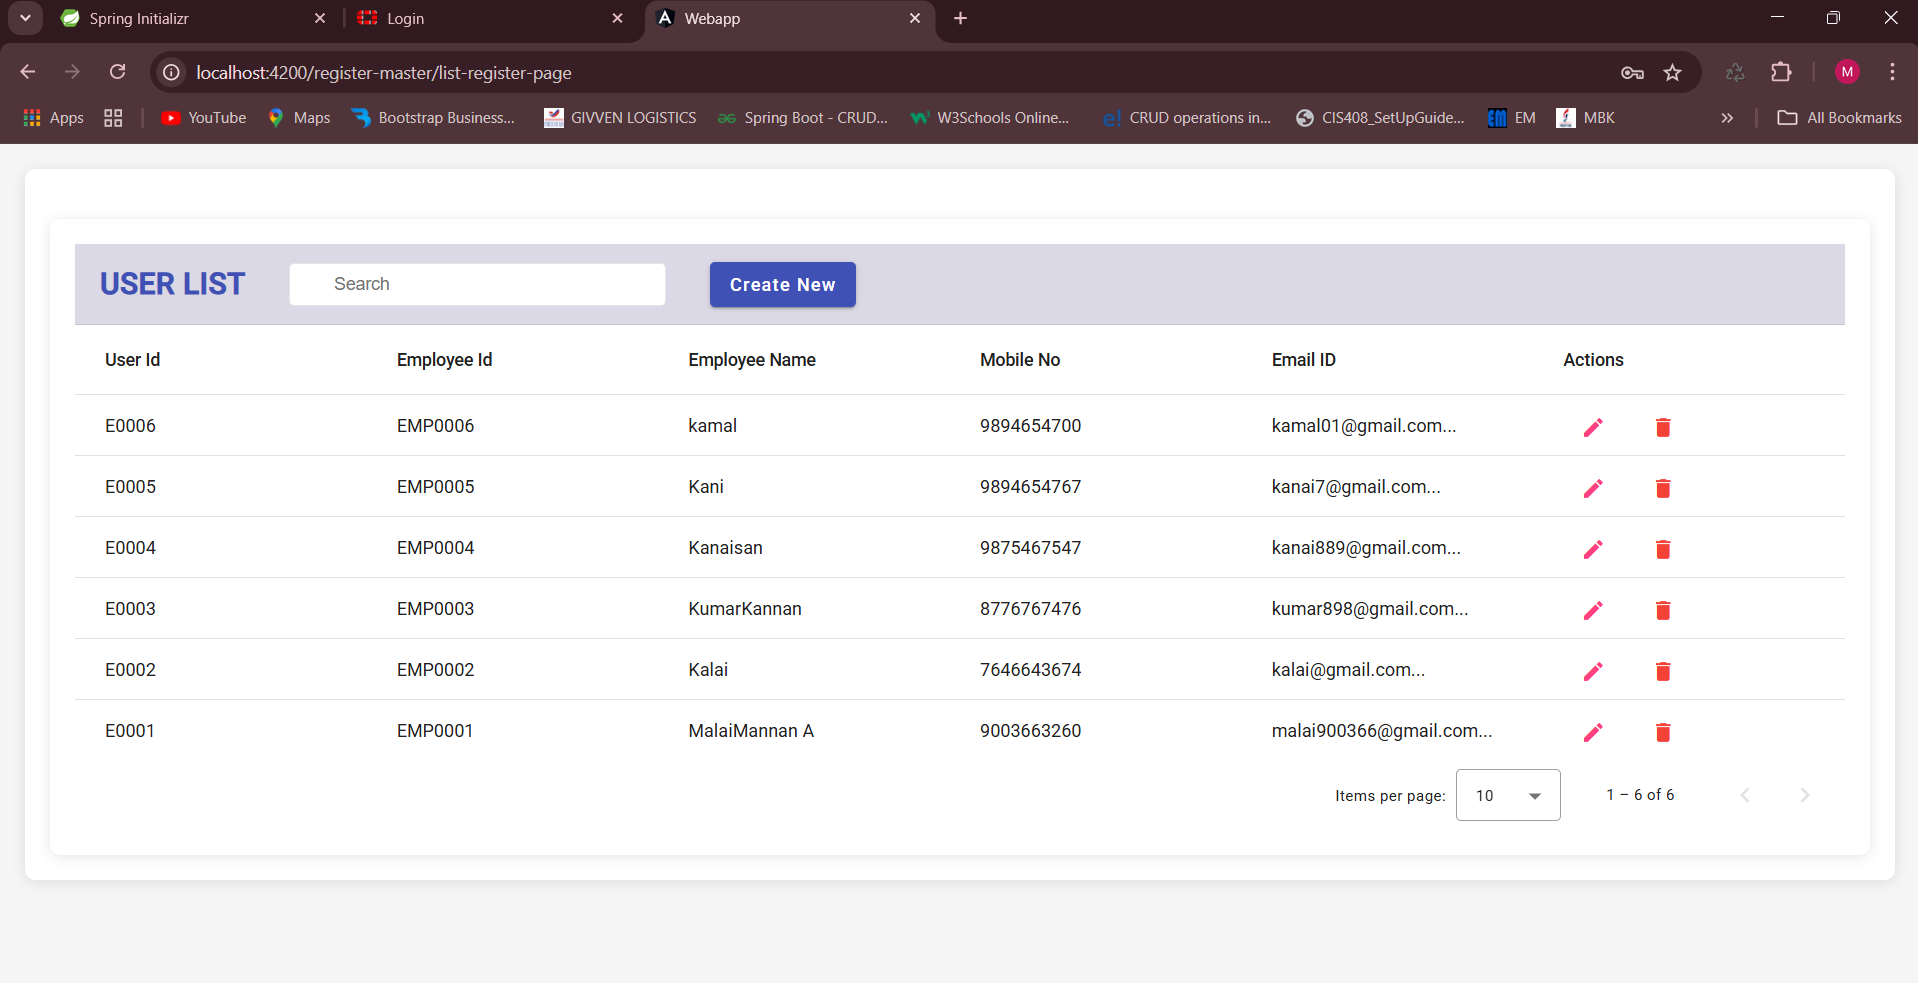 Spring Initializr
Login
Webapp
localhost:4200/register-master/list-register-page
M
Apps
YouTube
Maps
Bootstrap Business...
GIVVEN LOGISTICS
Spring Boot - CRUD...
W3Schools Online...
e! CRUD operations in...
CIS408_SetUpGuide...
EM EM
MBK
All Bookmarks
USER LIST
Search
Create New
User Id Employee Id Employee Name Mobile No Email ID Actions
E0006 EMP0006 kamal 9894654700 kamal01@gmail.com...
E0005 EMP0005 Kani 9894654767 kanai7@gmail.com...
E0004 EMP0004 Kanaisan 9875467547 kanai889@gmail.com...
E0003 EMP0003 KumarKannan 8776767476 kumar898@gmail.com...
E0002 EMP0002 Kalai 7646643674 kalai@gmail.com...
E0001 EMP0001 MalaiMannan A 9003663260 malai900366@gmail.com...
Items per page: 10 1 – 6 of 6